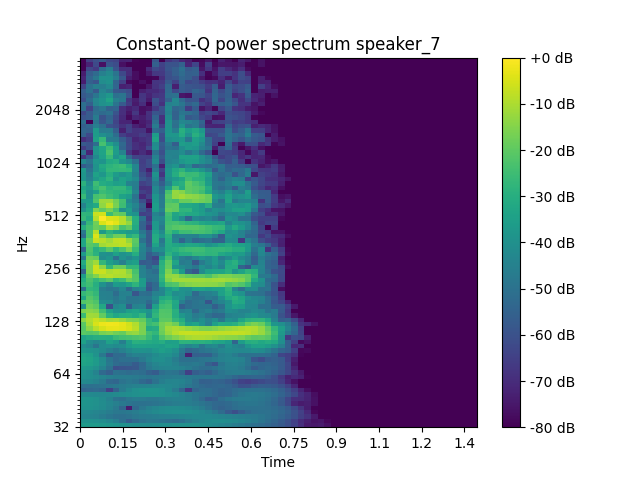 Constant-Q power spectrum speaker_7
+0 dB
-10 dB
-20 dB
-30 dB
-40 dB
-50 dB
-60 dB
-70 dB
-80 dB
2048
1024
512
256
128
64
32
Hz
0 0.15 0.3 0.45 0.6 0.75 0.9 1.1 1.2 1.4
Time